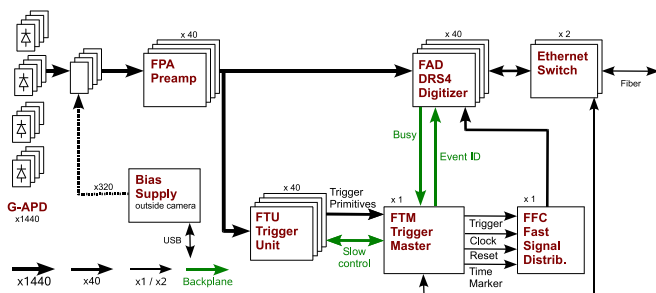 x 40
x 40
x 2
FPA
Preamp
FAD
DRS4
Digitizer
Ethernet
Switch
Fiber
Busy
Event ID
x320
Bias
Supply
outside camera
G-APD
x1440
USB
x 40
FTU
Trigger
Unit
Trigger
Primitives
Slow
control
x 1
FTM
Trigger
Master
Trigger
Clock
Reset
Time
Marker
x 1
FFC
Fast
Signal
Distrib.
x1440
x40
x1 / x2
Backplane